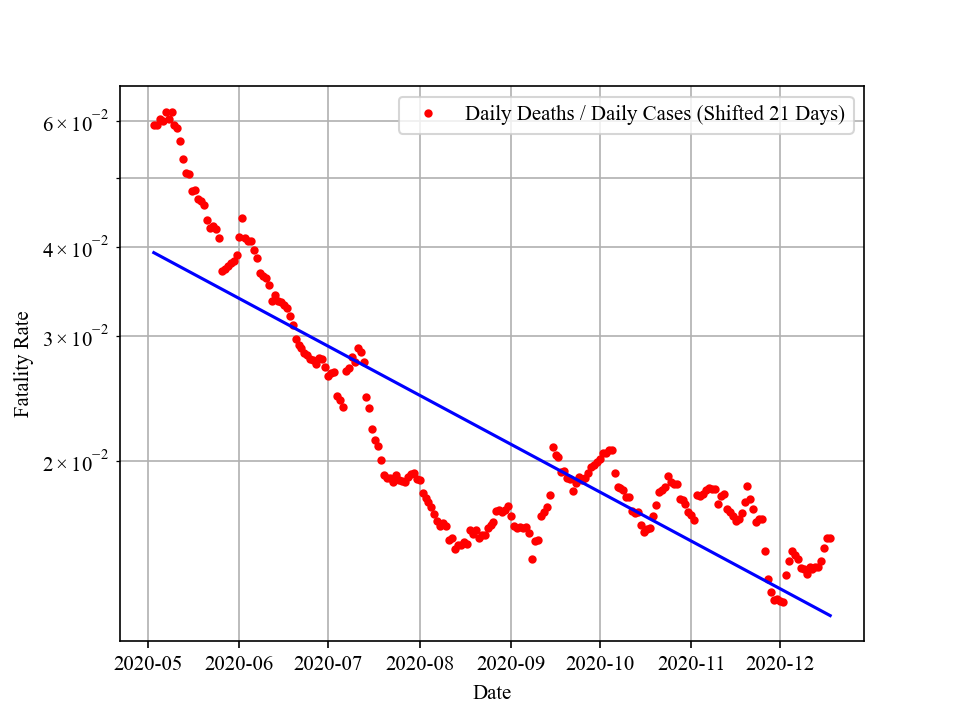 Daily Deaths / Daily Cases (Shifted 21 Days)
6 × 10⁻²
4 × 10⁻²
3 × 10⁻²
2 × 10⁻²
Fatality Rate
2020-05 2020-06 2020-07 2020-08 2020-09 2020-10 2020-11 2020-12
Date